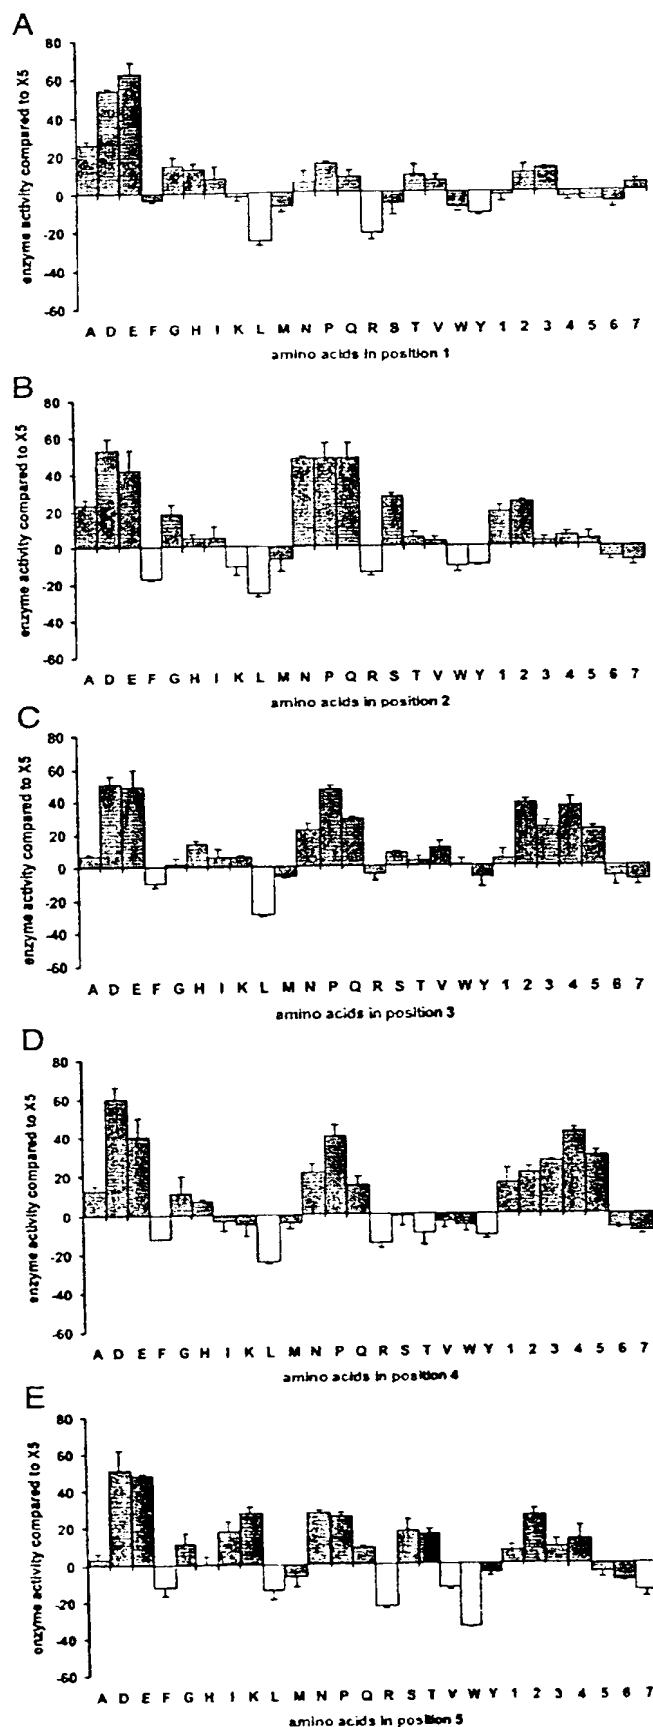 A
enzyme activity compared to X5
80
60
40
20
0
-20
-40
-60
A D E F G H I K L M N P Q R S T V W Y 1 2 3 4 5 6 7
amino acids in position 1
B
enzyme activity compared to X5
80
60
40
20
0
-20
-40
-60
A D E F G H I K L M N P Q R S T V W Y 1 2 3 4 5 6 7
amino acids in position 2
C
enzyme activity compared to X5
80
60
40
20
0
-20
-40
-60
A D E F G H I K L M N P Q R S T V W Y 1 2 3 4 5 6 7
amino acids in position 3
D
enzyme activity compared to X5
80
60
40
20
0
-20
-40
-60
A D E F G H I K L M N P Q R S T V W Y 1 2 3 4 5 6 7
amino acids in position 4
E
enzyme activity compared to X5
80
60
40
20
0
-20
-40
-60
A D E F G H I K L M N P Q R S T V W Y 1 2 3 4 5 6 7
amino acids in position 5